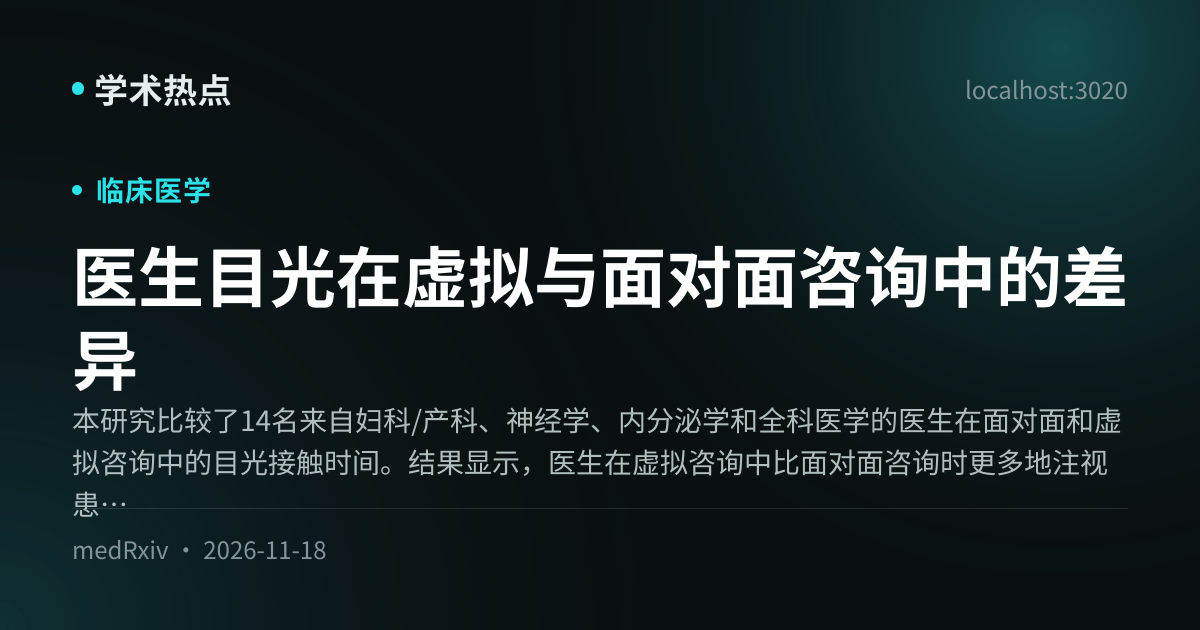 学术热点
localhost:3020
临床医学
医生目光在虚拟与面对面咨询中的差
异
本研究比较了14名来自妇科/产科、神经学、内分泌学和全科医学的医生在面对面和虚
拟咨询中的目光接触时间。结果显示，医生在虚拟咨询中比面对面咨询时更多地注视
患…
medRxiv • 2026-11-18